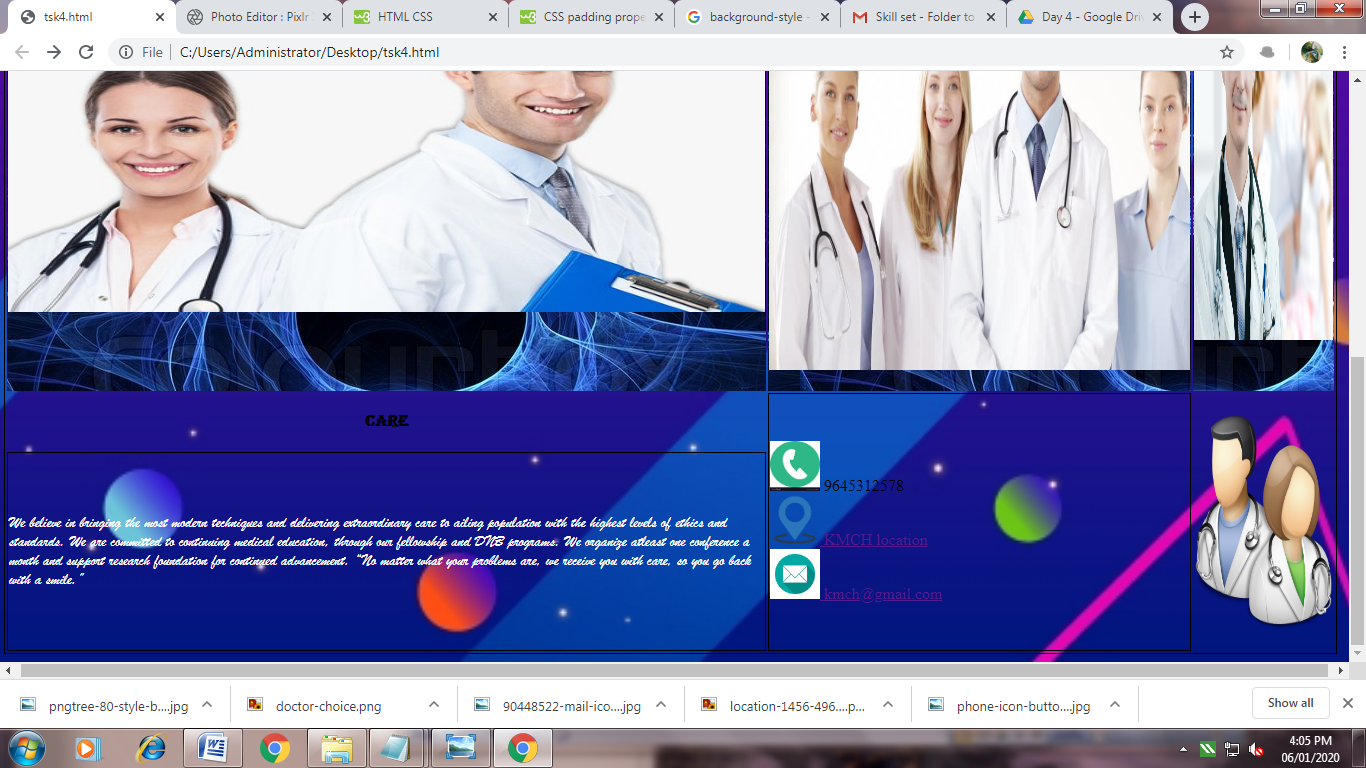 tsk4.html
Photo Editor : Pixlr
HTML CSS
CSS padding prope
background-style -
Skill set - Folder to
Day 4 - Google Dri
File
C:/Users/Administrator/Desktop/tsk4.html
CARE
We believe in bringing the most modern techniques and delivering extraordinary care to ailing population with the highest levels of ethics and
standards. We are committed to continuing medical education, through our fellowship and DNB programs. We organize atleast one conference a
month and support research foundation for continued advancement. "No matter what your problems are, we receive you with care, so you go back
with a smile."
9645312578
KMCH location
kmch@gmail.com
pngtree-80-style-b....jpg
doctor-choice.png
90448522-mail-ico....jpg
location-1456-496....p...
phone-icon-butto....jpg
Show all
4:05 PM
06/01/2020